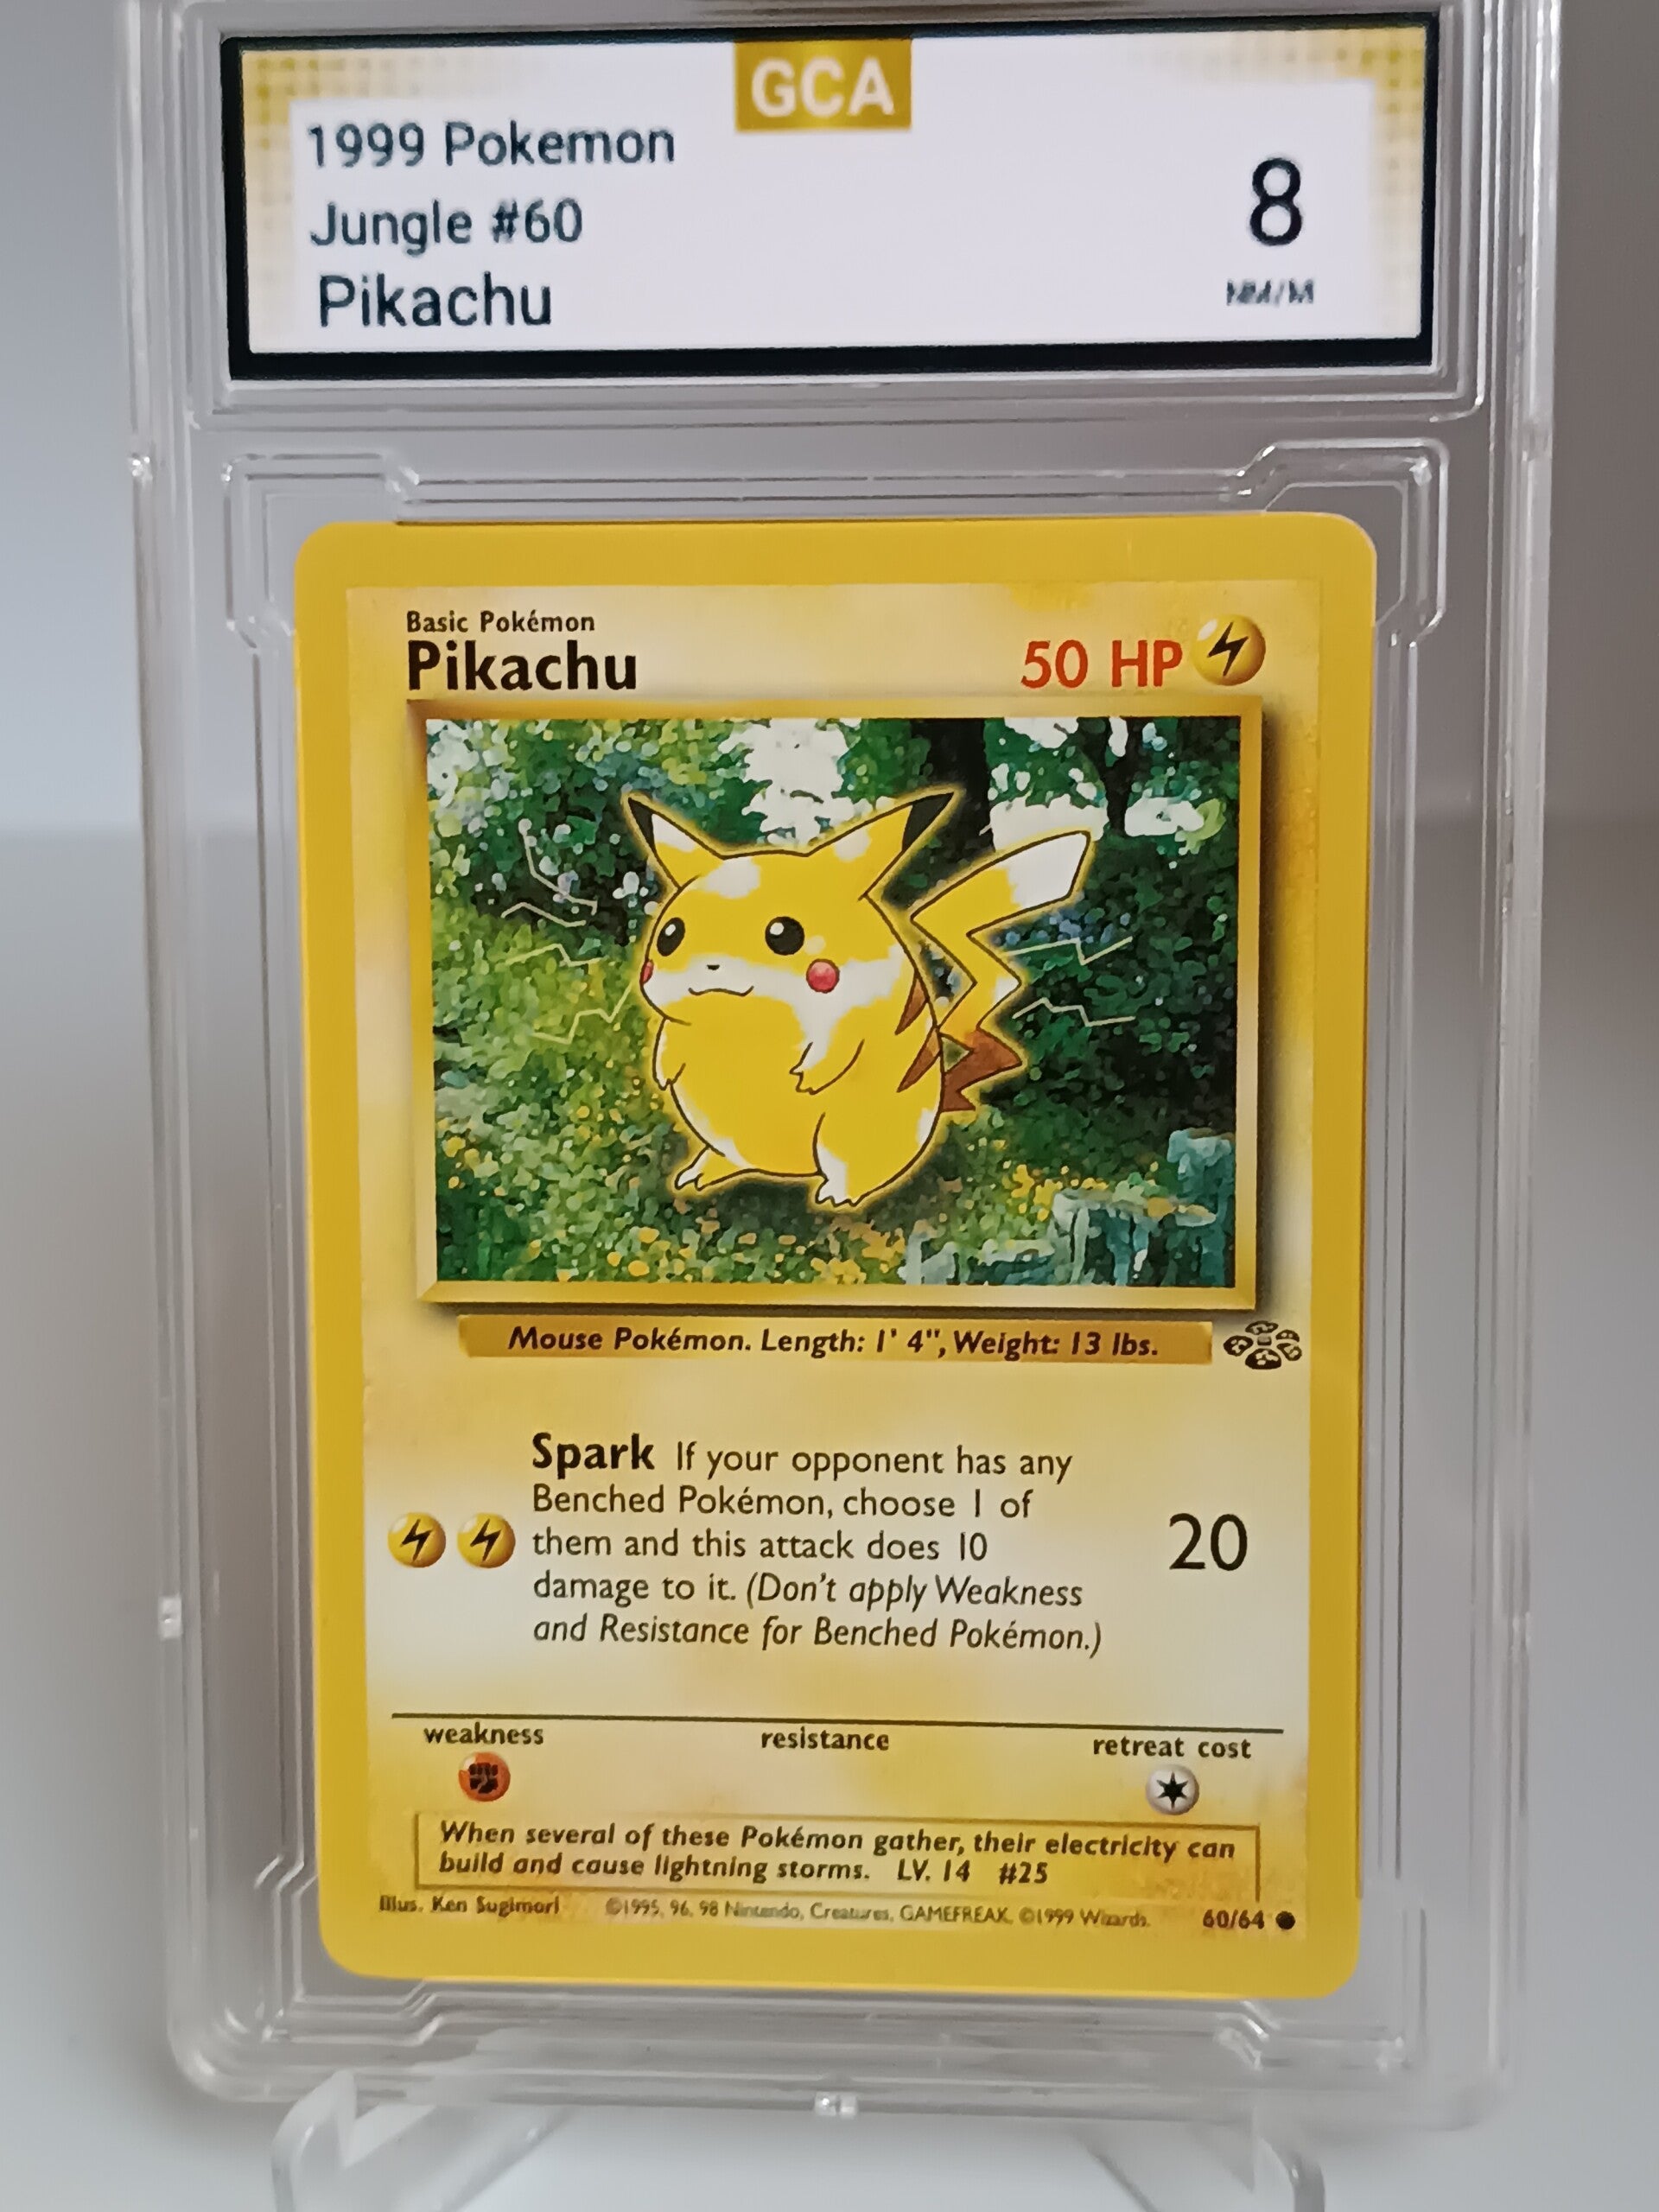 GCA
1999 Pokemon
Jungle #60
Pikachu
8
NM/M
Basic Pokémon
Pikachu
50 HP
Mouse Pokémon. Length: 1' 4", Weight: 13 lbs.
Spark If your opponent has any
Benched Pokémon, choose 1 of
them and this attack does 10
damage to it. (Don't apply Weakness
and Resistance for Benched Pokémon.)
20
weakness
resistance
retreat cost
When several of these Pokémon gather, their electricity can
build and cause lightning storms. LV. 14 #25
Illus. Ken Sugimori ©1995, 96, 98 Nintendo, Creatures, GAMEFREAK. ©1999 Wizards. 60/64